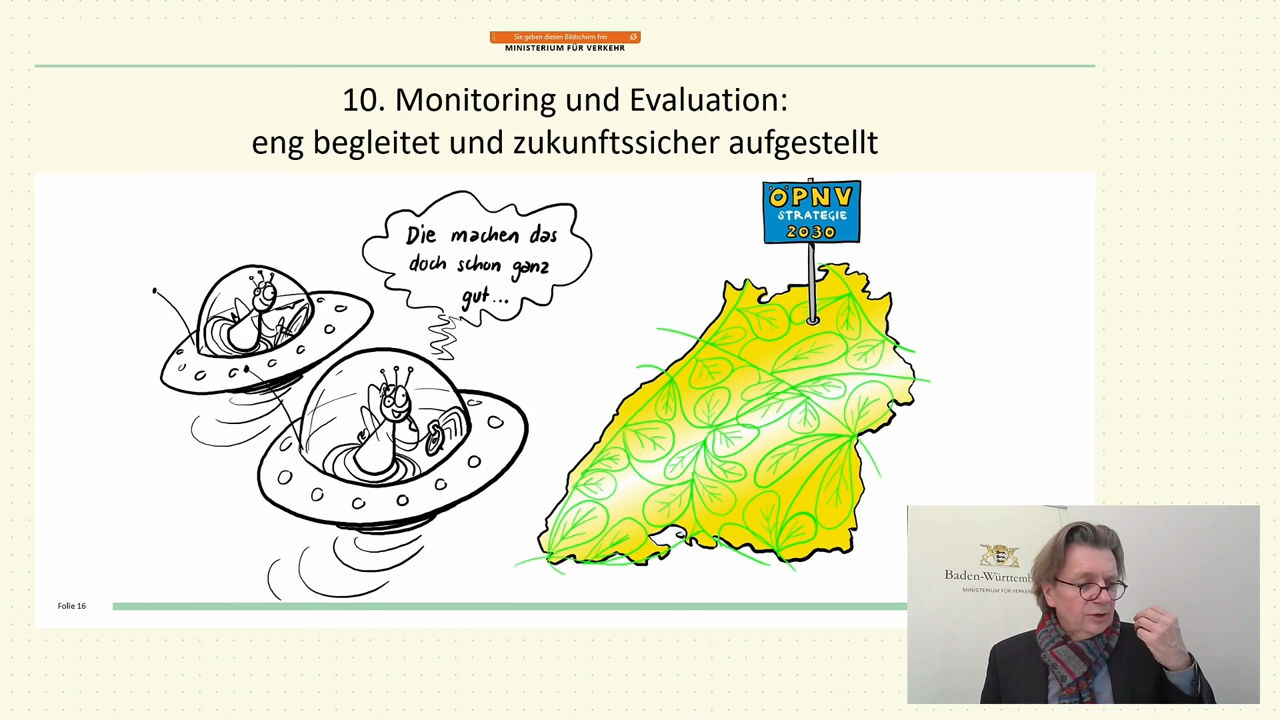 Sie geben diesen Bildschirm frei
MINISTERIUM FÜR VERKEHR
10. Monitoring und Evaluation:
eng begleitet und zukunftssicher aufgestellt
Die machen das
doch schon ganz
gut...
ÖPNV
STRATEGIE
2030
Folie 16
Baden-Württemb
MINISTERIUM FÜR VERKE